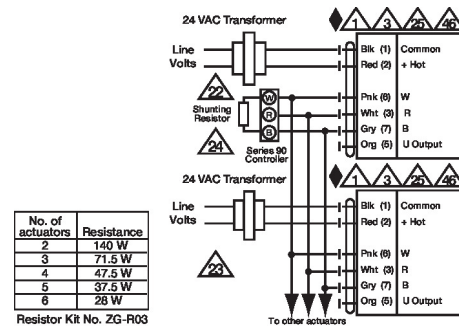 24 VAC Transformer
1 3 25 46
Line
Volts
Blk (1) Common
Red (2) + Hot
22
Shunting
Resistor
24
W
R
B
Series 90
Controller
Pnk (6) W
Wht (3) R
Gry (7) B
Org (5) U Output
24 VAC Transformer
1 3 25 46
Line
Volts
Blk (1) Common
Red (2) + Hot
23
Pnk (6) W
Wht (3) R
Gry (7) B
Org (5) U Output
To other actuators
No. of
actuators Resistance
2 140 W
3 71.5 W
4 47.5 W
5 37.5 W
6 28 W
Resistor Kit No. ZG-R03